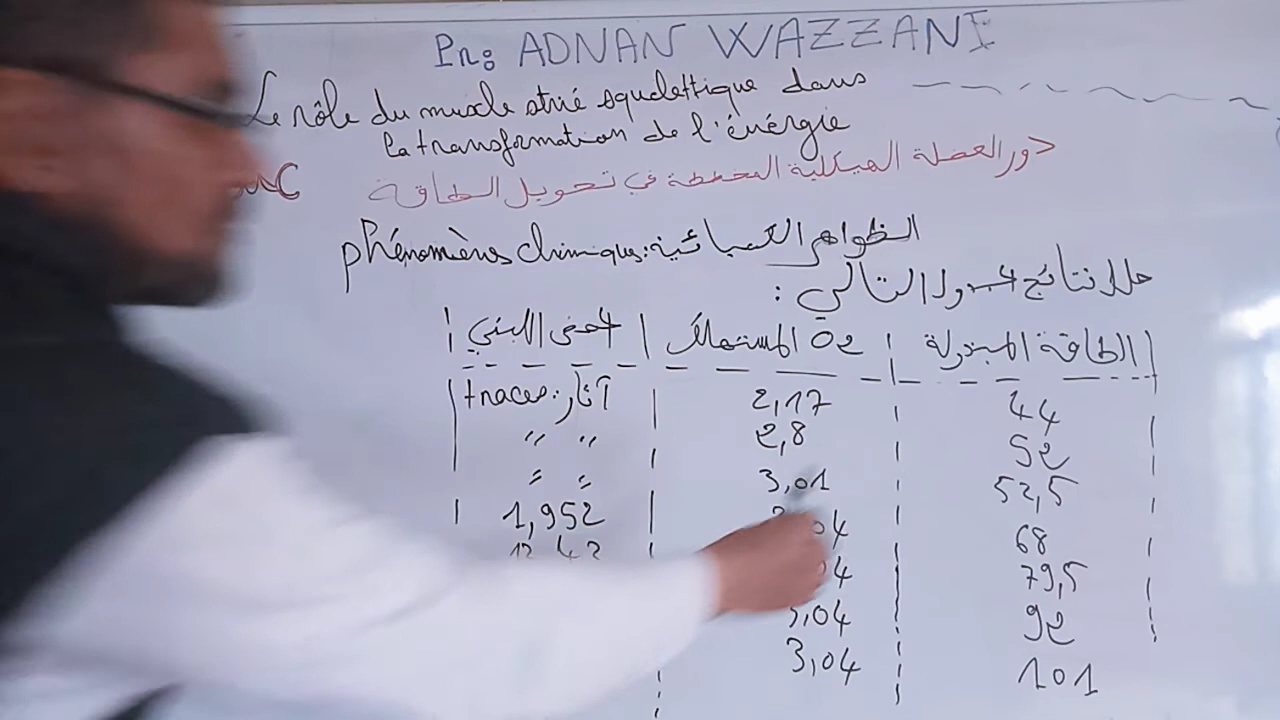 Pr: ADNAN WAZZANI
Le rôle du muscle strié squelettique dans
la transformation de l'énérgie
دور العضلة الهيكلية المخططة في تحويل الطاقة
الظواهر الكيميائية: phénomènes chimiques
حلل نتائج الجدول التالي :
الطاقة المبذولة | O2 المستهلك | الحمض اللبني
44 | 2,17 | آثار: traces
52 | 2,8 | " "
52,5 | 3,01 | " "
68 | 04 | 1,952
79,5 | 04
92 | 3,04
101 | 3,04